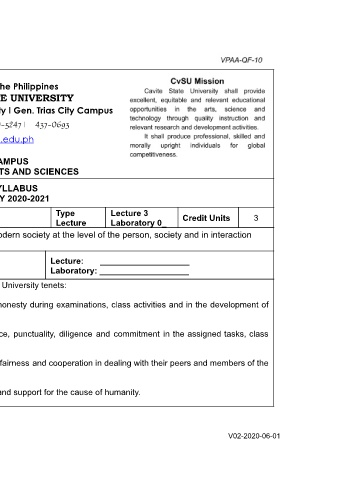 VPAA-QF-10
he Philippines
TE UNIVERSITY
ty | Gen. Trias City Campus
-5247 | 437-0693
.edu.ph
CvSU Mission
Cavite State University shall provide
excellent, equitable and relevant educational
opportunities in the arts, science and
technology through quality instruction and
relevant research and development activities.
It shall produce professional, skilled and
morally upright individuals for global
competitiveness.
AMPUS
TS AND SCIENCES
YLLABUS
Y 2020-2021
Type
Lecture
Lecture 3
Laboratory 0_
Credit Units
3
odern society at the level of the person, society and in interaction
Lecture: ________________
Laboratory: ________________
University tenets:
honesty during examinations, class activities and in the development of
ce, punctuality, diligence and commitment in the assigned tasks, class
fairness and cooperation in dealing with their peers and members of the
and support for the cause of humanity.
V02-2020-06-01